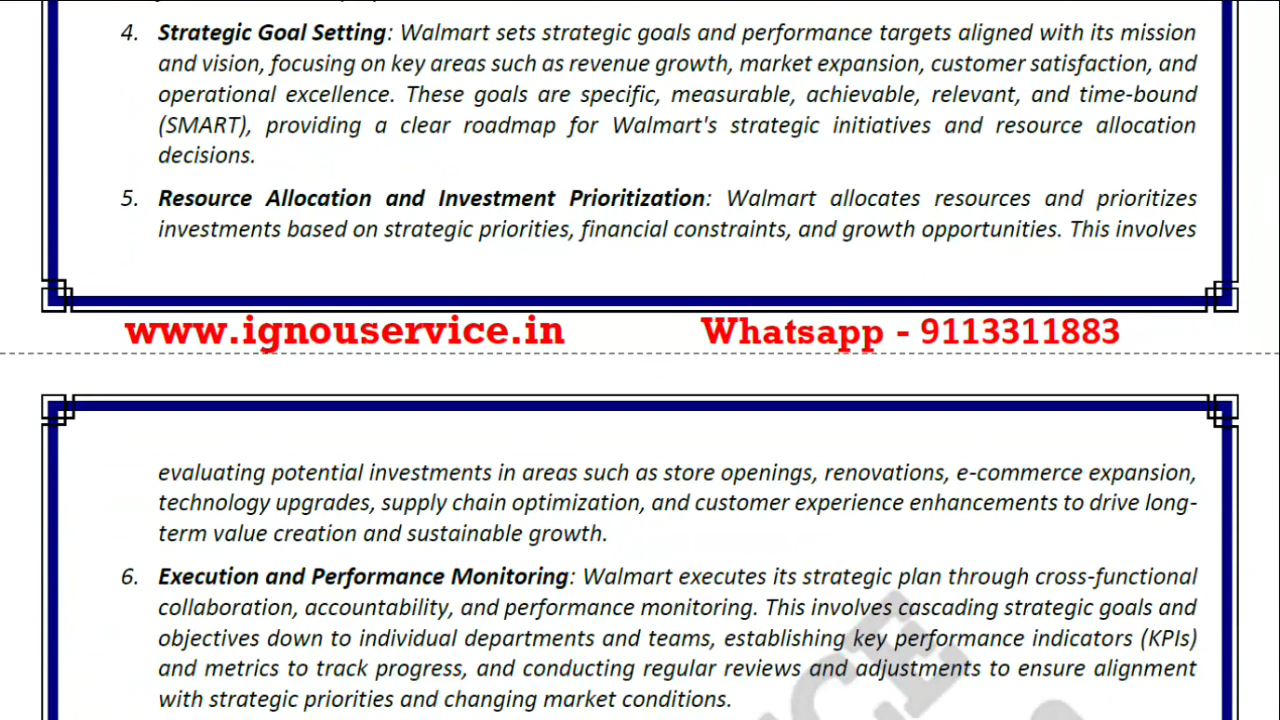 4. Strategic Goal Setting: Walmart sets strategic goals and performance targets aligned with its mission
and vision, focusing on key areas such as revenue growth, market expansion, customer satisfaction, and
operational excellence. These goals are specific, measurable, achievable, relevant, and time-bound
(SMART), providing a clear roadmap for Walmart's strategic initiatives and resource allocation
decisions.
5. Resource Allocation and Investment Prioritization: Walmart allocates resources and prioritizes
investments based on strategic priorities, financial constraints, and growth opportunities. This involves
www.ignouservice.in Whatsapp - 9113311883
evaluating potential investments in areas such as store openings, renovations, e-commerce expansion,
technology upgrades, supply chain optimization, and customer experience enhancements to drive long-
term value creation and sustainable growth.
6. Execution and Performance Monitoring: Walmart executes its strategic plan through cross-functional
collaboration, accountability, and performance monitoring. This involves cascading strategic goals and
objectives down to individual departments and teams, establishing key performance indicators (KPIs)
and metrics to track progress, and conducting regular reviews and adjustments to ensure alignment
with strategic priorities and changing market conditions.